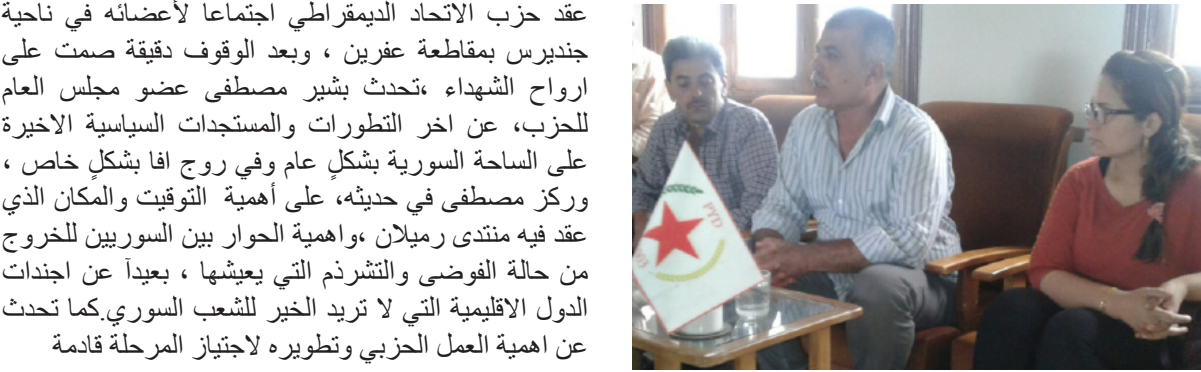 عقد حزب الاتحاد الديمقراطي اجتماعا لأعضائه في ناحية
جنديرس بمقاطعة عفرين ، وبعد الوقوف دقيقة صمت على
ارواح الشهداء ،تحدث بشير مصطفى عضو مجلس العام
للحزب، عن اخر التطورات والمستجدات السياسية الاخيرة
على الساحة السورية بشكلٍ عام وفي روج افا بشكلٍ خاص ،
وركز مصطفى في حديثه، على أهمية التوقيت والمكان الذي
عقد فيه منتدى رميلان ،واهمية الحوار بين السوريين للخروج
من حالة الفوضى والتشرذم التي يعيشها ، بعيدآ عن اجندات
الدول الاقليمية التي لا تريد الخير للشعب السوري.كما تحدث
عن اهمية العمل الحزبي وتطويره لاجتياز المرحلة قادمة
PYD